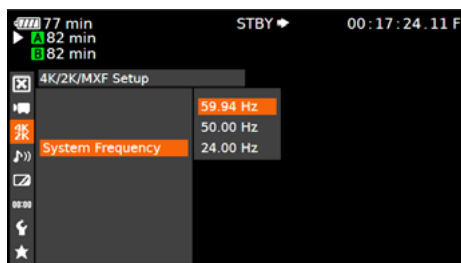 77 min STBY 00:17:24.11 F
A 82 min
B 82 min
4K/2K/MXF Setup
59.94 Hz
50.00 Hz
System Frequency 24.00 Hz
4K
2K
00:00